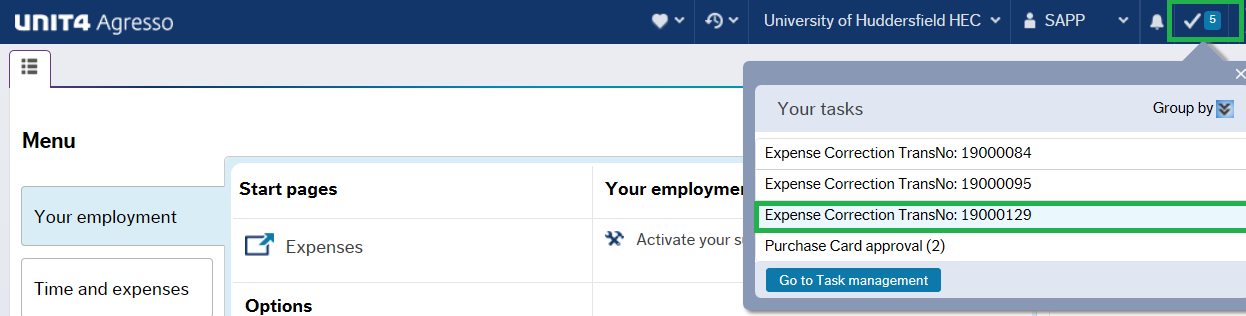 UNIT4 Agresso
University of Huddersfield HEC
SAPP
5
Your tasks
Group by
Expense Correction TransNo: 19000084
Expense Correction TransNo: 19000095
Expense Correction TransNo: 19000129
Purchase Card approval (2)
Go to Task management
Menu
Your employment
Time and expenses
Start pages
Expenses
Options
Your employme
Activate your s